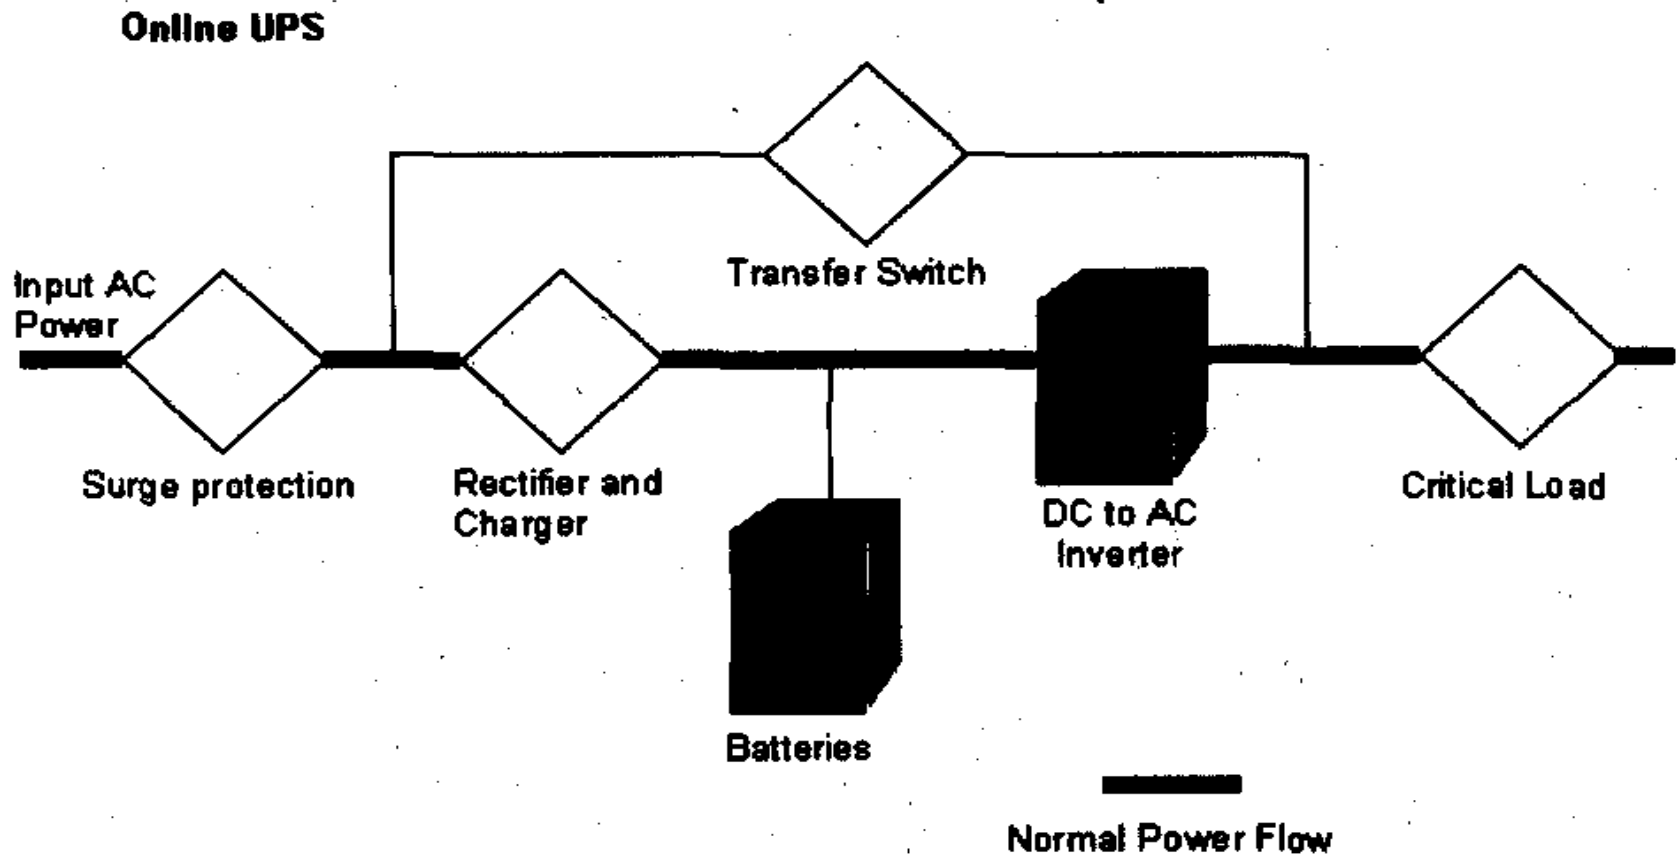 Online UPS
Transfer Switch
Input AC
Power
Surge protection
Rectifier and
Charger
DC to AC
Inverter
Critical Load
Batteries
Normal Power Flow